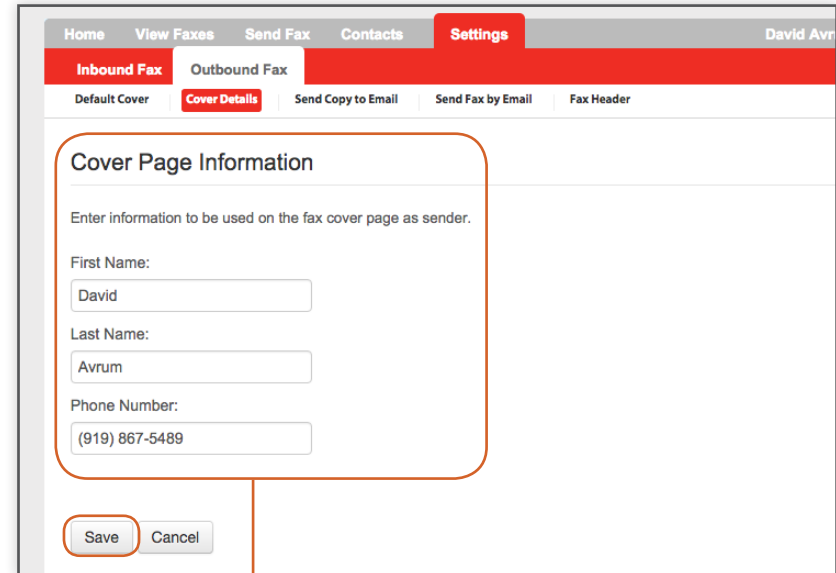 Home View Faxes Send Fax Contacts Settings David Avr
Inbound Fax Outbound Fax
Default Cover Cover Details Send Copy to Email Send Fax by Email Fax Header
Cover Page Information
Enter information to be used on the fax cover page as sender.
First Name:
David
Last Name:
Avrum
Phone Number:
(919) 867-5489
Save Cancel